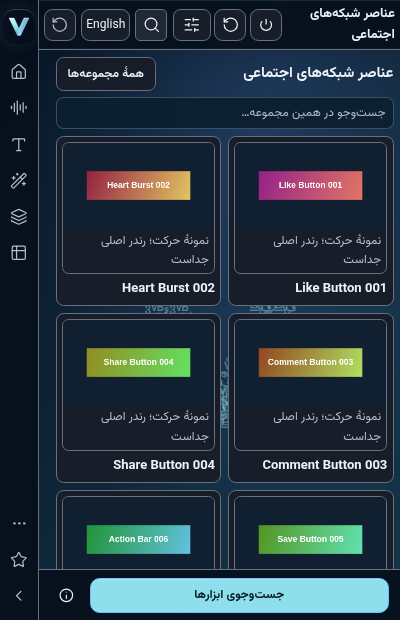 عناصر شبکه‌های
اجتماعی
English
عناصر شبکه‌های اجتماعی
همهٔ مجموعه‌ها
جست‌وجو در همین مجموعه…
Like Button 001
نمونهٔ حرکت؛ رندر اصلی
جداست
Like Button 001
Heart Burst 002
نمونهٔ حرکت؛ رندر اصلی
جداست
Heart Burst 002
Comment Button 003
نمونهٔ حرکت؛ رندر اصلی
جداست
Comment Button 003
Share Button 004
نمونهٔ حرکت؛ رندر اصلی
جداست
Share Button 004
Save Button 005
Action Bar 006
جست‌وجوی ابزارها